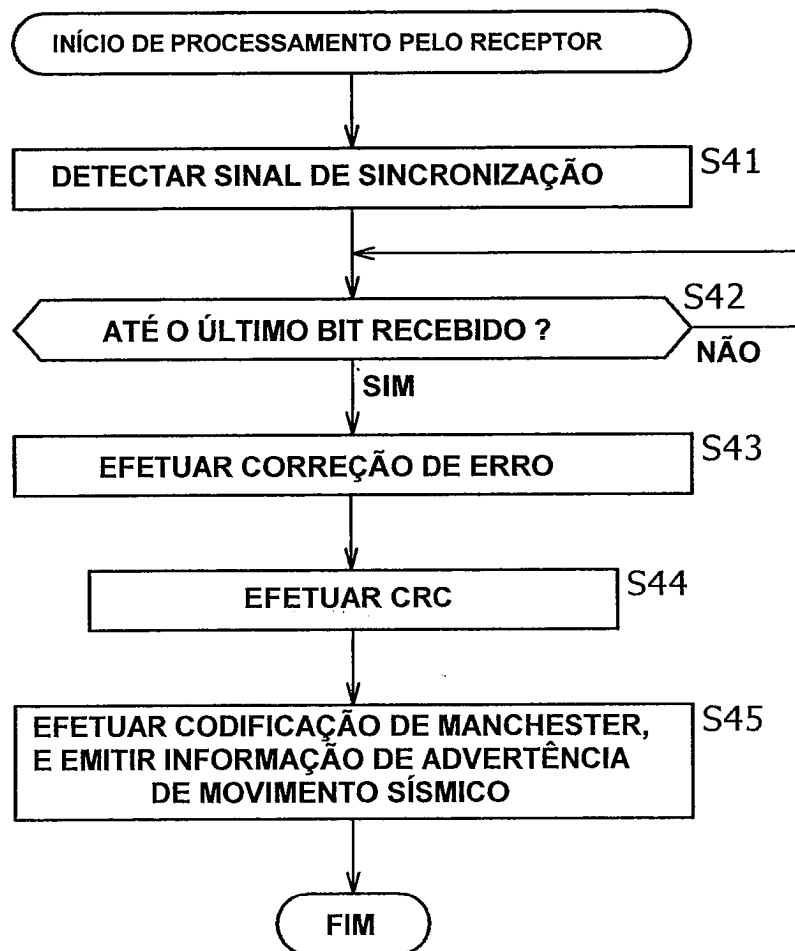 INÍCIO DE PROCESSAMENTO PELO RECEPTOR
DETECTAR SINAL DE SINCRONIZAÇÃO
S41
ATÉ O ÚLTIMO BIT RECEBIDO ?
S42
NÃO
SIM
EFETUAR CORREÇÃO DE ERRO
S43
EFETUAR CRC
S44
EFETUAR CODIFICAÇÃO DE MANCHESTER,
E EMITIR INFORMAÇÃO DE ADVERTÊNCIA
DE MOVIMENTO SÍSMICO
S45
FIM